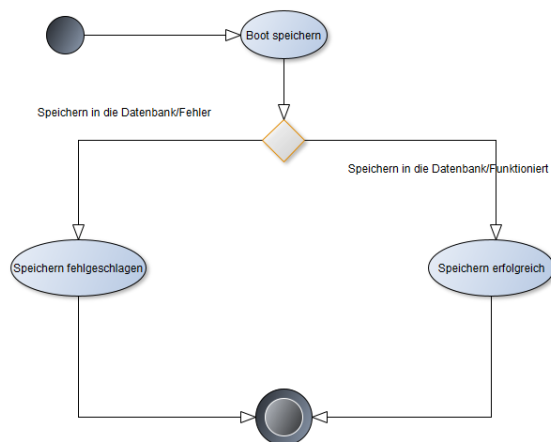 Boot speichern
Speichern in die Datenbank/Fehler
Speichern in die Datenbank/Funktioniert
Speichern fehlgeschlagen
Speichern erfolgreich